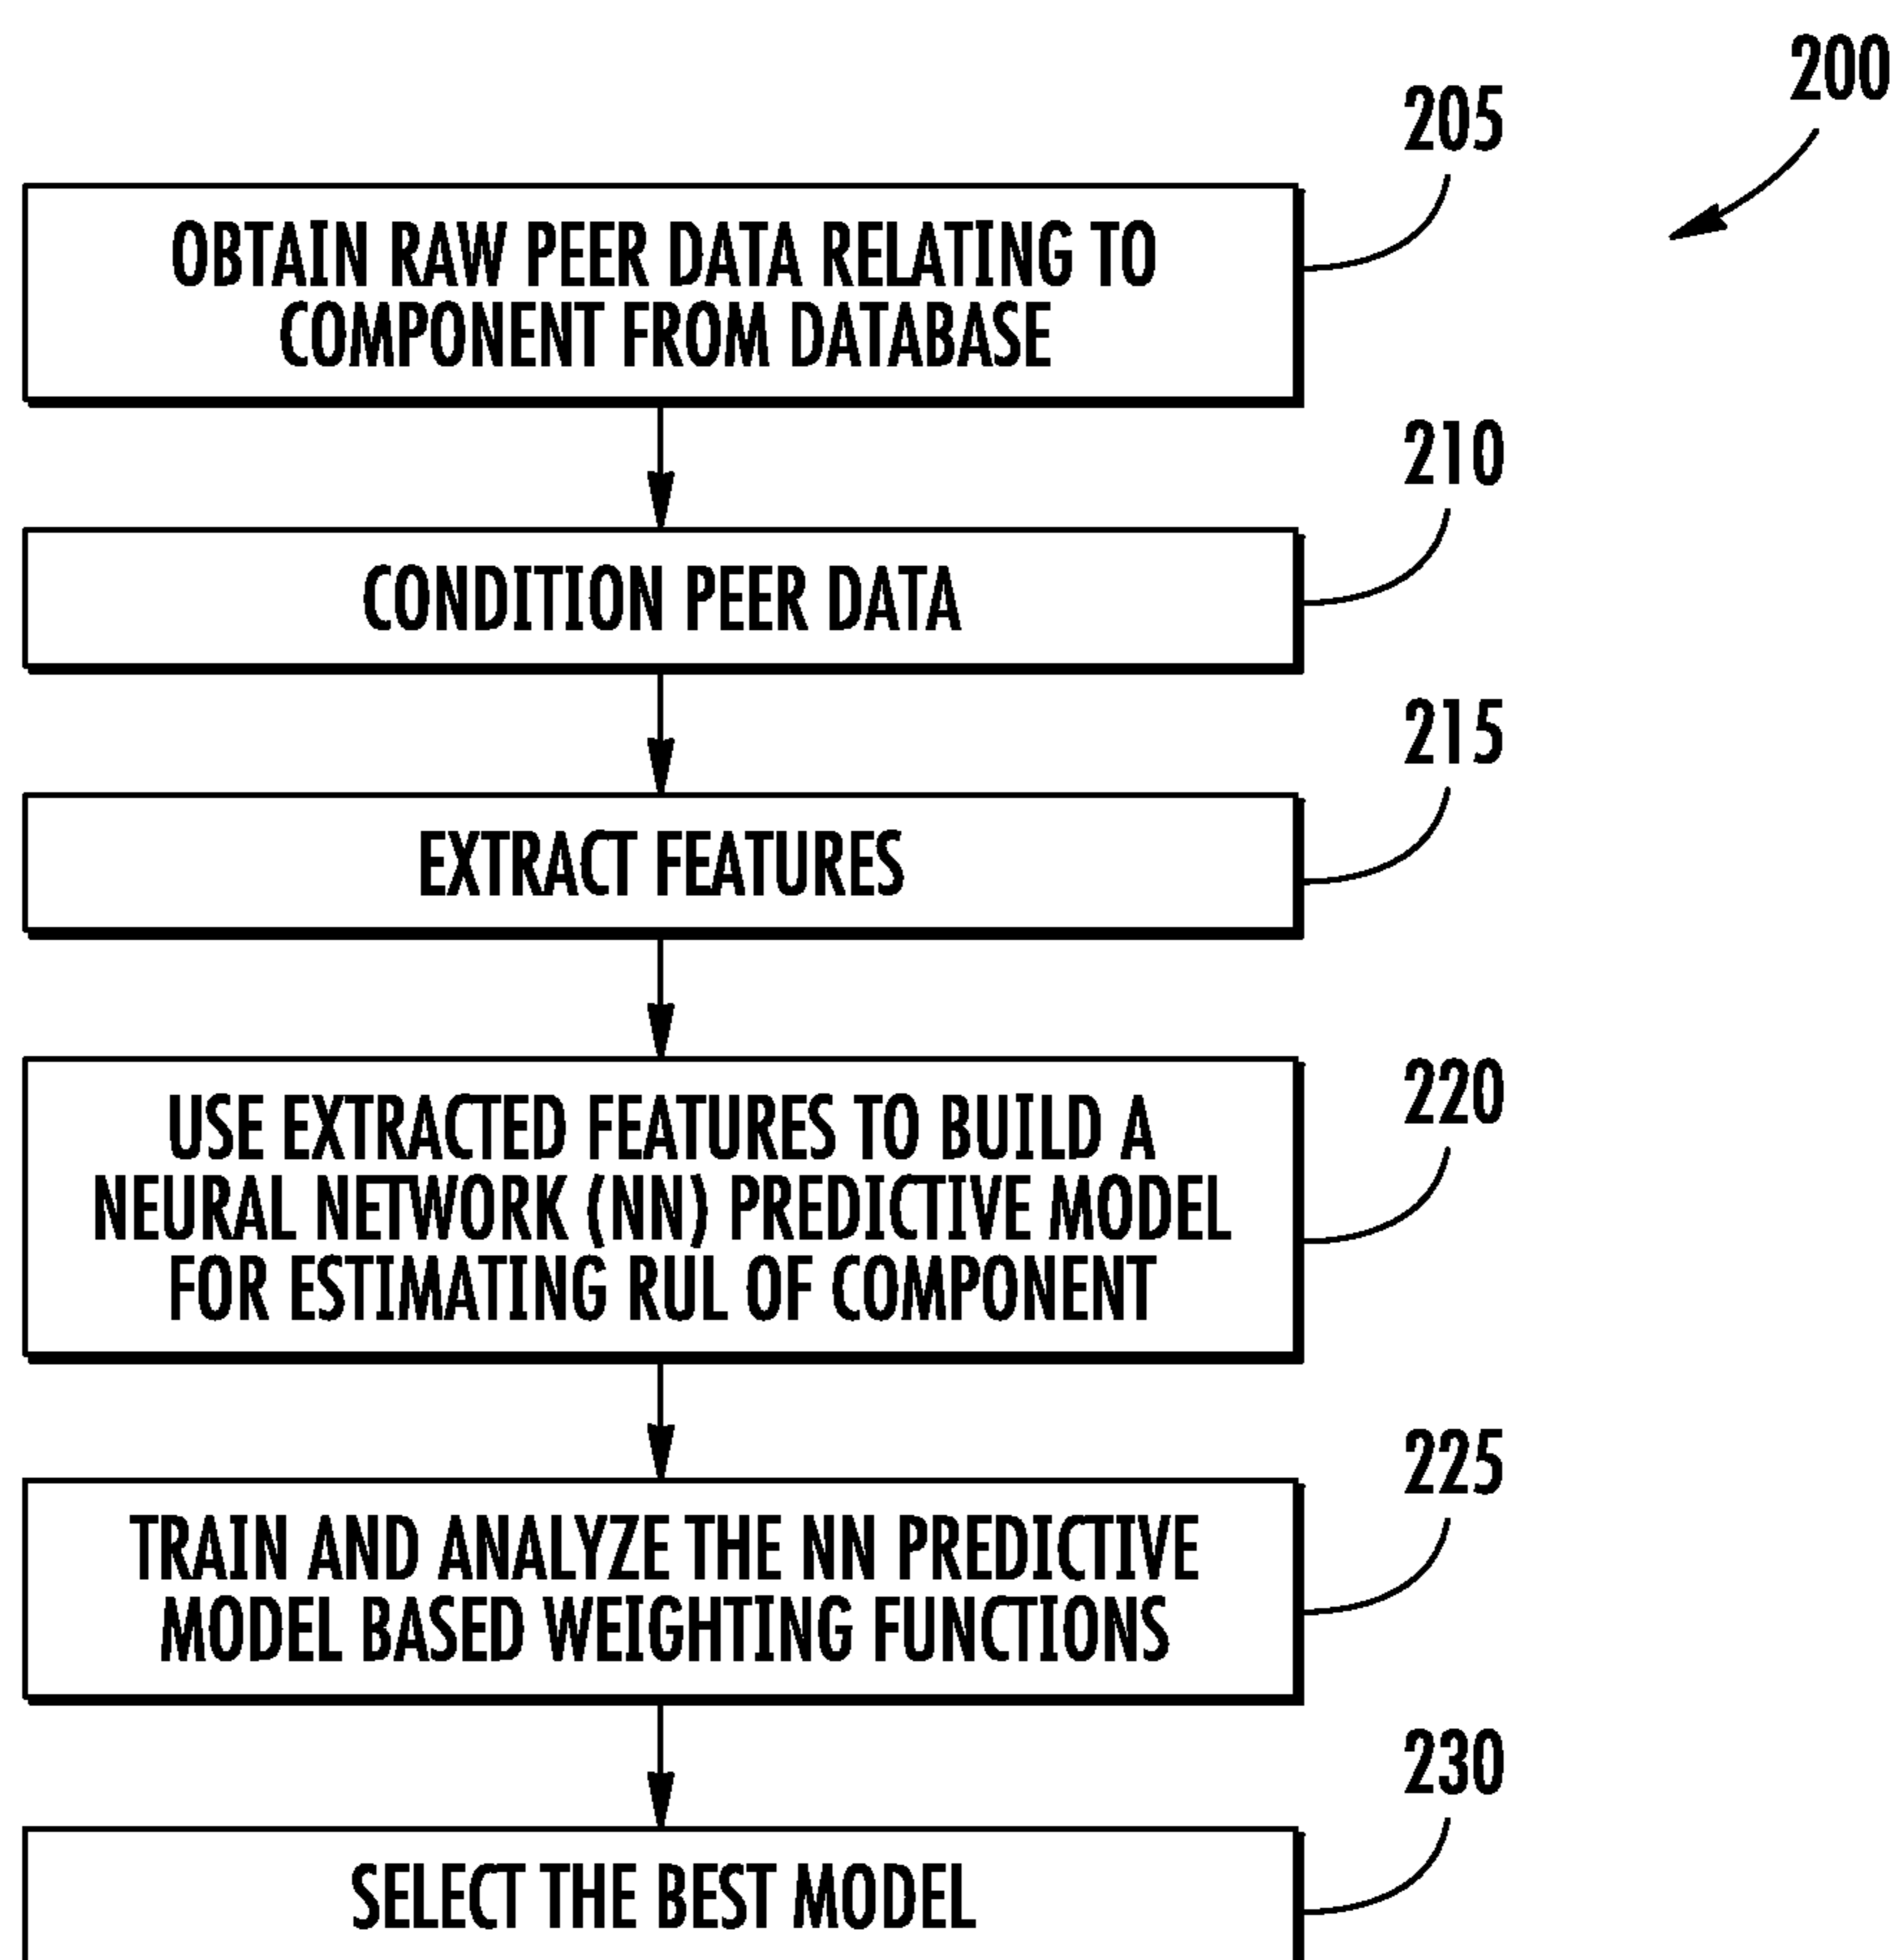 200
205
OBTAIN RAW PEER DATA RELATING TO
COMPONENT FROM DATABASE
210
CONDITION PEER DATA
215
EXTRACT FEATURES
220
USE EXTRACTED FEATURES TO BUILD A
NEURAL NETWORK (NN) PREDICTIVE MODEL
FOR ESTIMATING RUL OF COMPONENT
225
TRAIN AND ANALYZE THE NN PREDICTIVE
MODEL BASED WEIGHTING FUNCTIONS
230
SELECT THE BEST MODEL